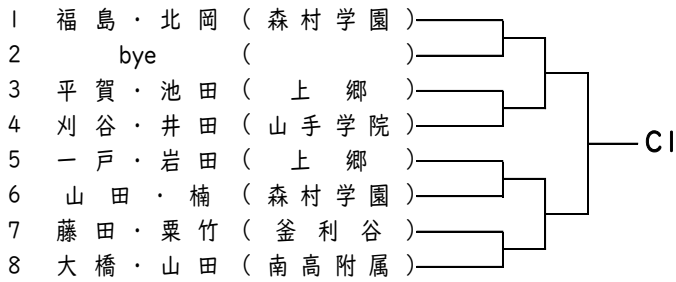 1 福島・北岡 (森村学園)
2 bye ( )
3 平賀・池田 (上郷)
4 刈谷・井田 (山手学院)
5 一戸・岩田 (上郷)
6 山田・楠 (森村学園)
7 藤田・粟竹 (釜利谷)
8 大橋・山田 (南高附属)
C1